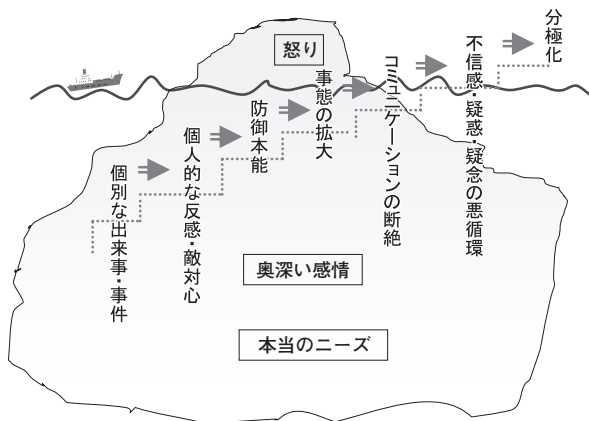 怒り
個別な出来事・事件
個人的な反感・敵対心
防御本能
事態の拡大
コミュニケーションの断絶
不信感・疑惑・疑念の悪循環
分極化
奥深い感情
本当のニーズ